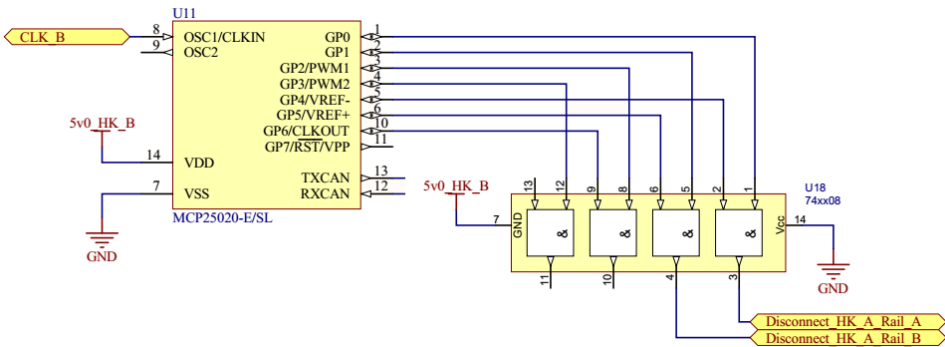 U11
CLK_B
8
OSC1/CLKIN
GP0
1
9
OSC2
GP1
2
GP2/PWM1
3
GP3/PWM2
4
GP4/VREF-
5
GP5/VREF+
6
GP6/CLKOUT
10
GP7/RST/VPP
11
5v0_HK_B
14
VDD
TXCAN
13
7
VSS
RXCAN
12
MCP25020-E/SL
GND
5v0_HK_B
13
12
9
8
6
5
2
1
U18
74xx08
7
GND
&
&
&
&
Vcc
14
11
10
4
3
GND
Disconnect_HK_A_Rail_A
Disconnect_HK_A_Rail_B